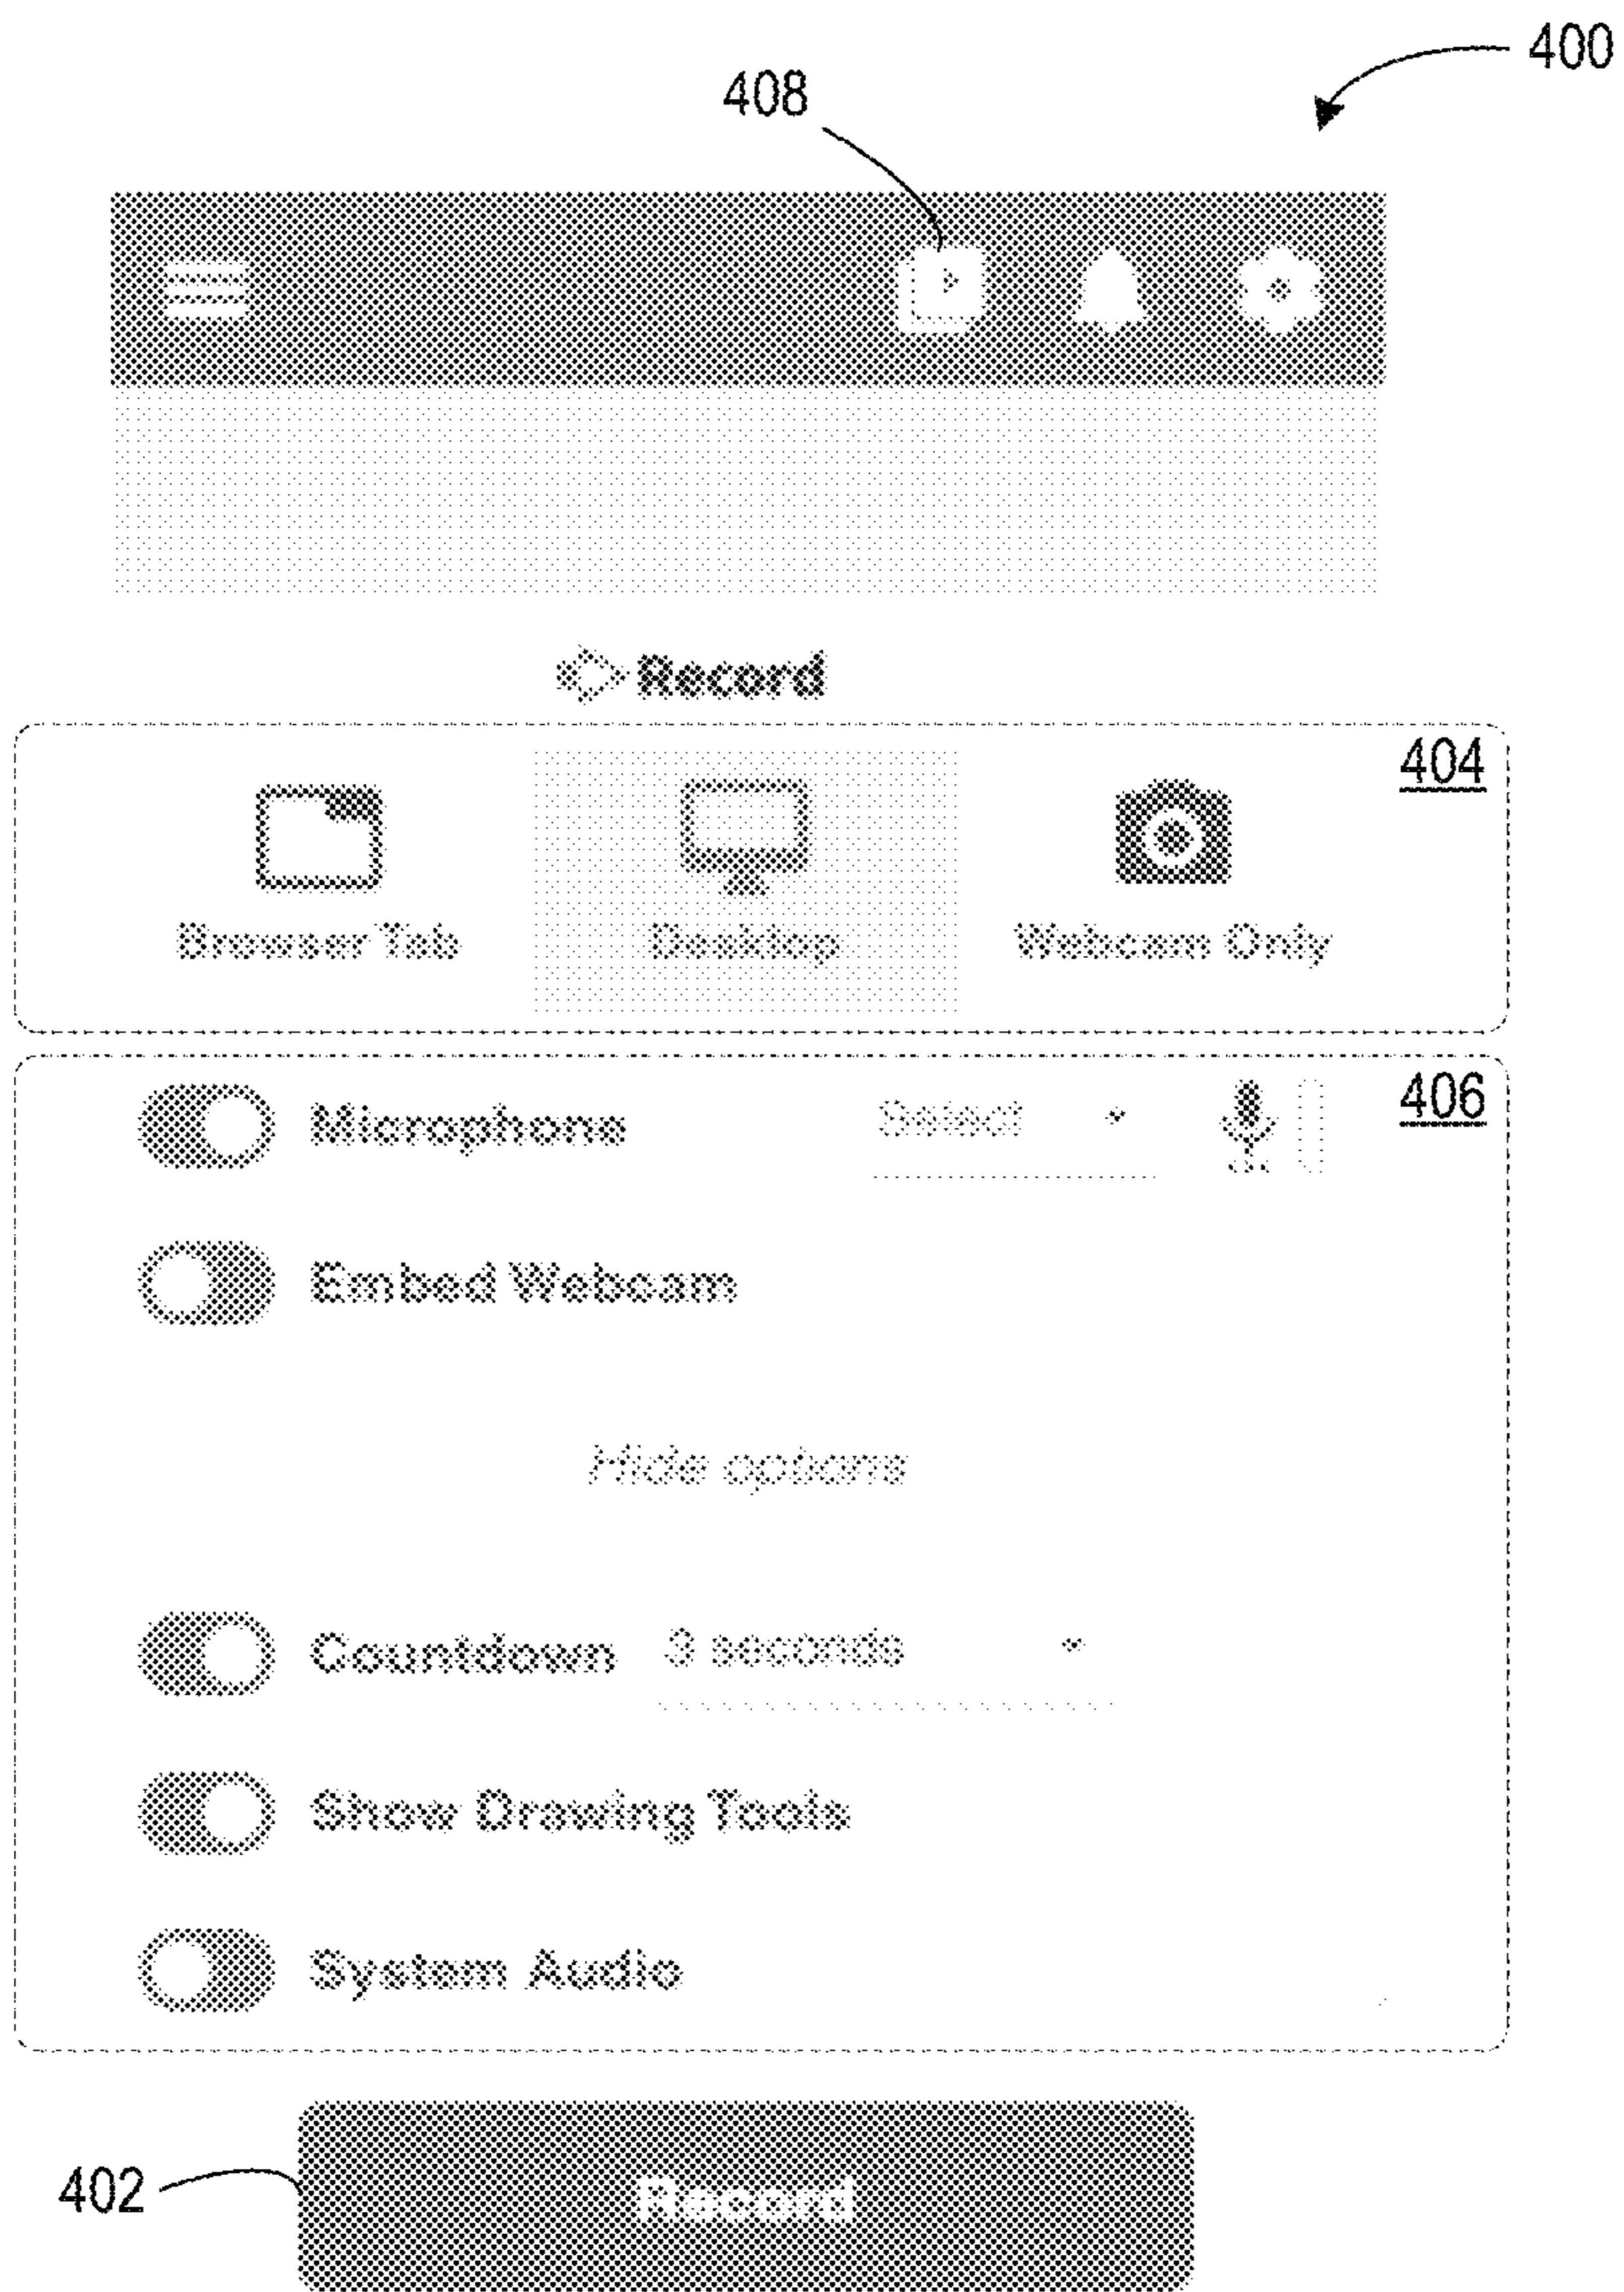 400
408
Record
404
Browser Tab Desktop Webcam Only
406
Microphone Select
Embed Webcam
Hide options
Countdown 3 seconds
Show Drawing Tools
System Audio
402 Record